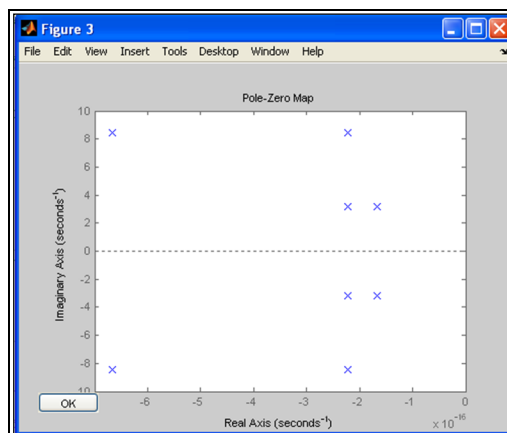 Figure 3
File Edit View Insert Tools Desktop Window Help
Pole-Zero Map
10
8
6
4
2
0
-2
-4
-6
-8
-10
Imaginary Axis (seconds⁻¹)
-6 -5 -4 -3 -2 -1 0
Real Axis (seconds⁻¹)
x 10⁻¹⁶
OK